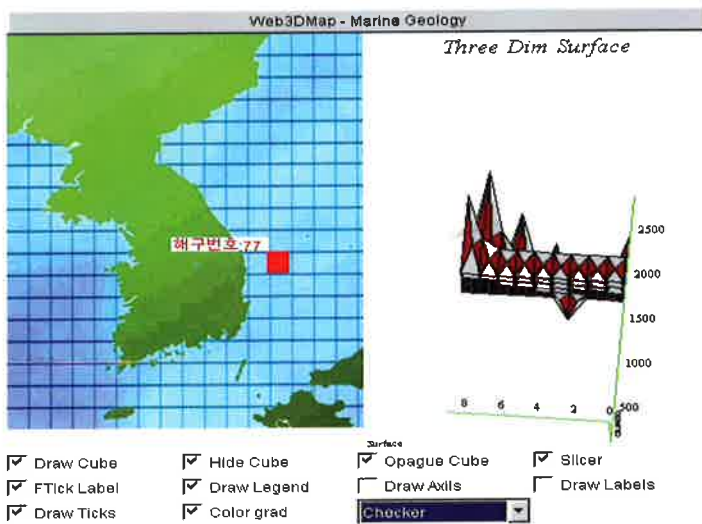 Web3DMap - Marine Geology
Three Dim Surface
해구번호:77
2500
2000
1500
1000
500
8 6 4 2 0
Surface
Draw Cube Hide Cube Opague Cube Slicer
FTick Label Draw Legend Draw Axils Draw Labels
Draw Ticks Color grad Checker